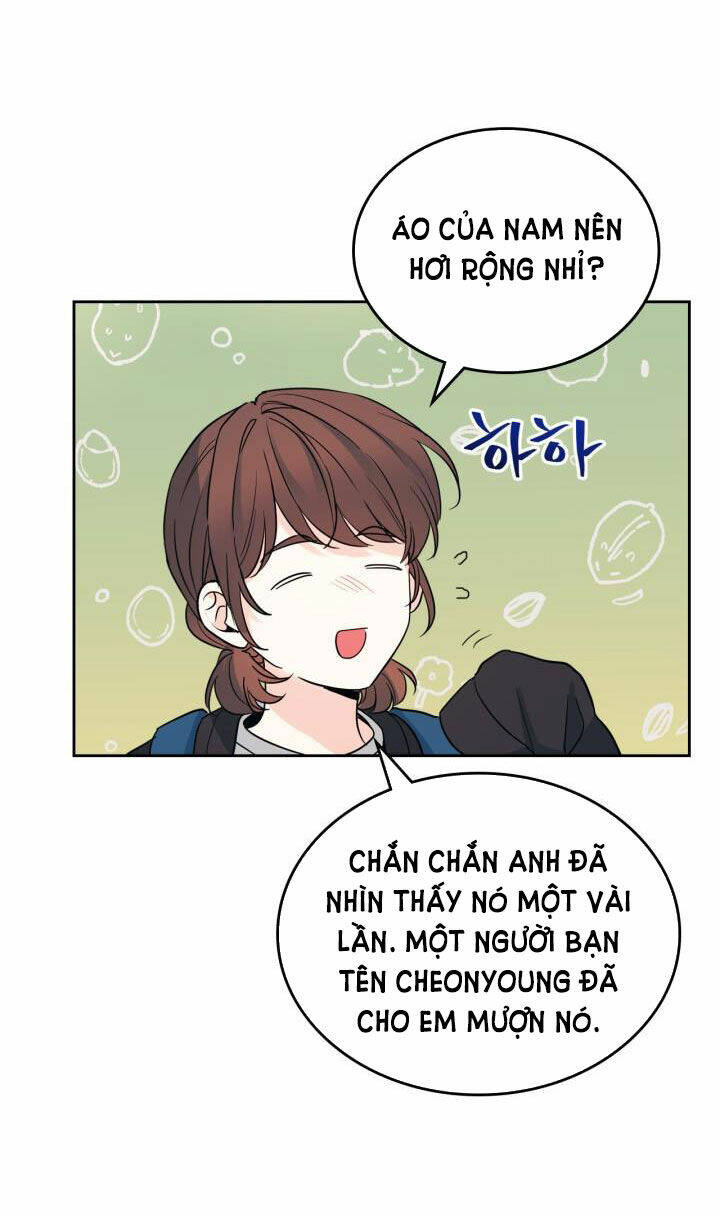 ÁO CỦA NAM NÊN
HƠI RỘNG NHỈ?
하하
CHẮN CHẮN ANH ĐÃ
NHÌN THẤY NÓ MỘT VÀI
LẦN. MỘT NGƯỜI BẠN
TÊN CHEONYOUNG ĐÃ
CHO EM MƯỢN NÓ.